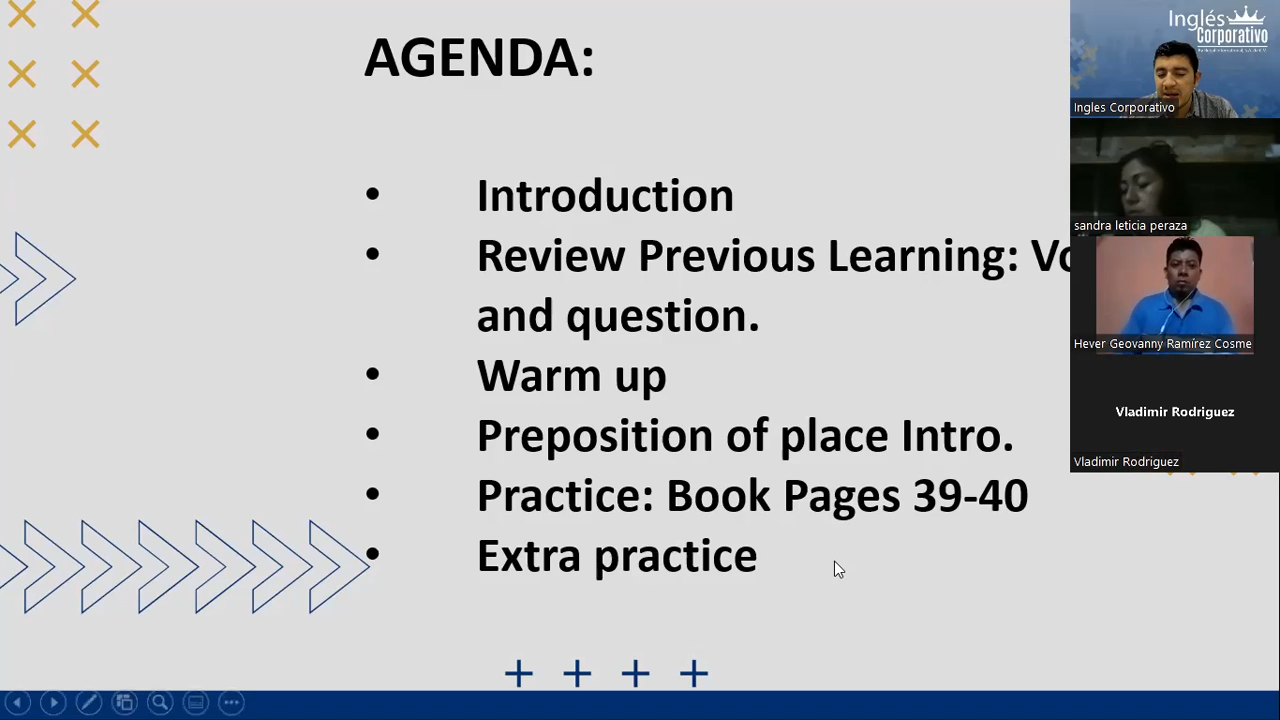 AGENDA:
• Introduction
• Review Previous Learning:
and question.
• Warm up
• Preposition of place Intro.
• Practice: Book Pages 39-40
• Extra practice
Inglés
Corporativo
Ingles Corporativo
sandra leticia peraza
Hever Geovanny Ramírez Cosme
Vladimir Rodriguez
Vladimir Rodriguez